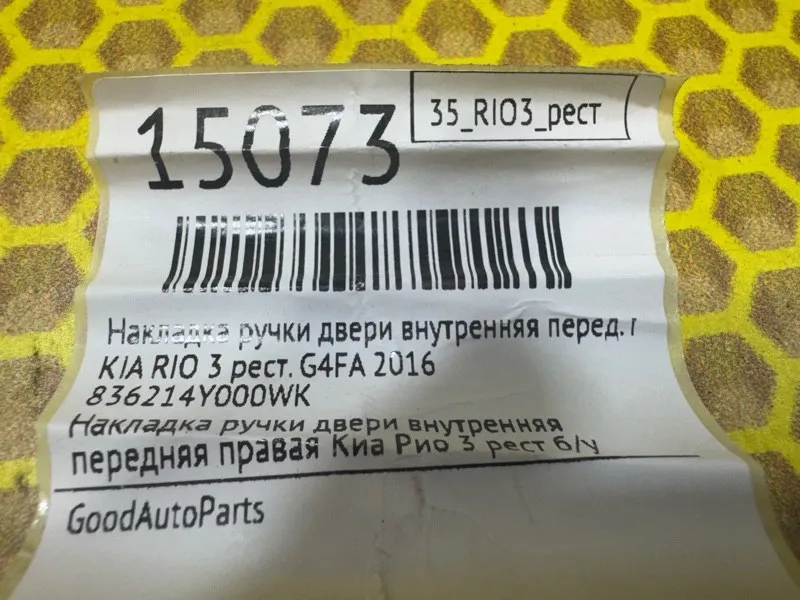 15073
35_RIO3_рест
Накладка ручки двери внутренняя перед.
KIA RIO 3 рест. G4FA 2016
836214Y000WK
Накладка ручки двери внутренняя
передняя правая Киа Рио 3 рест б/у
GoodAutoParts